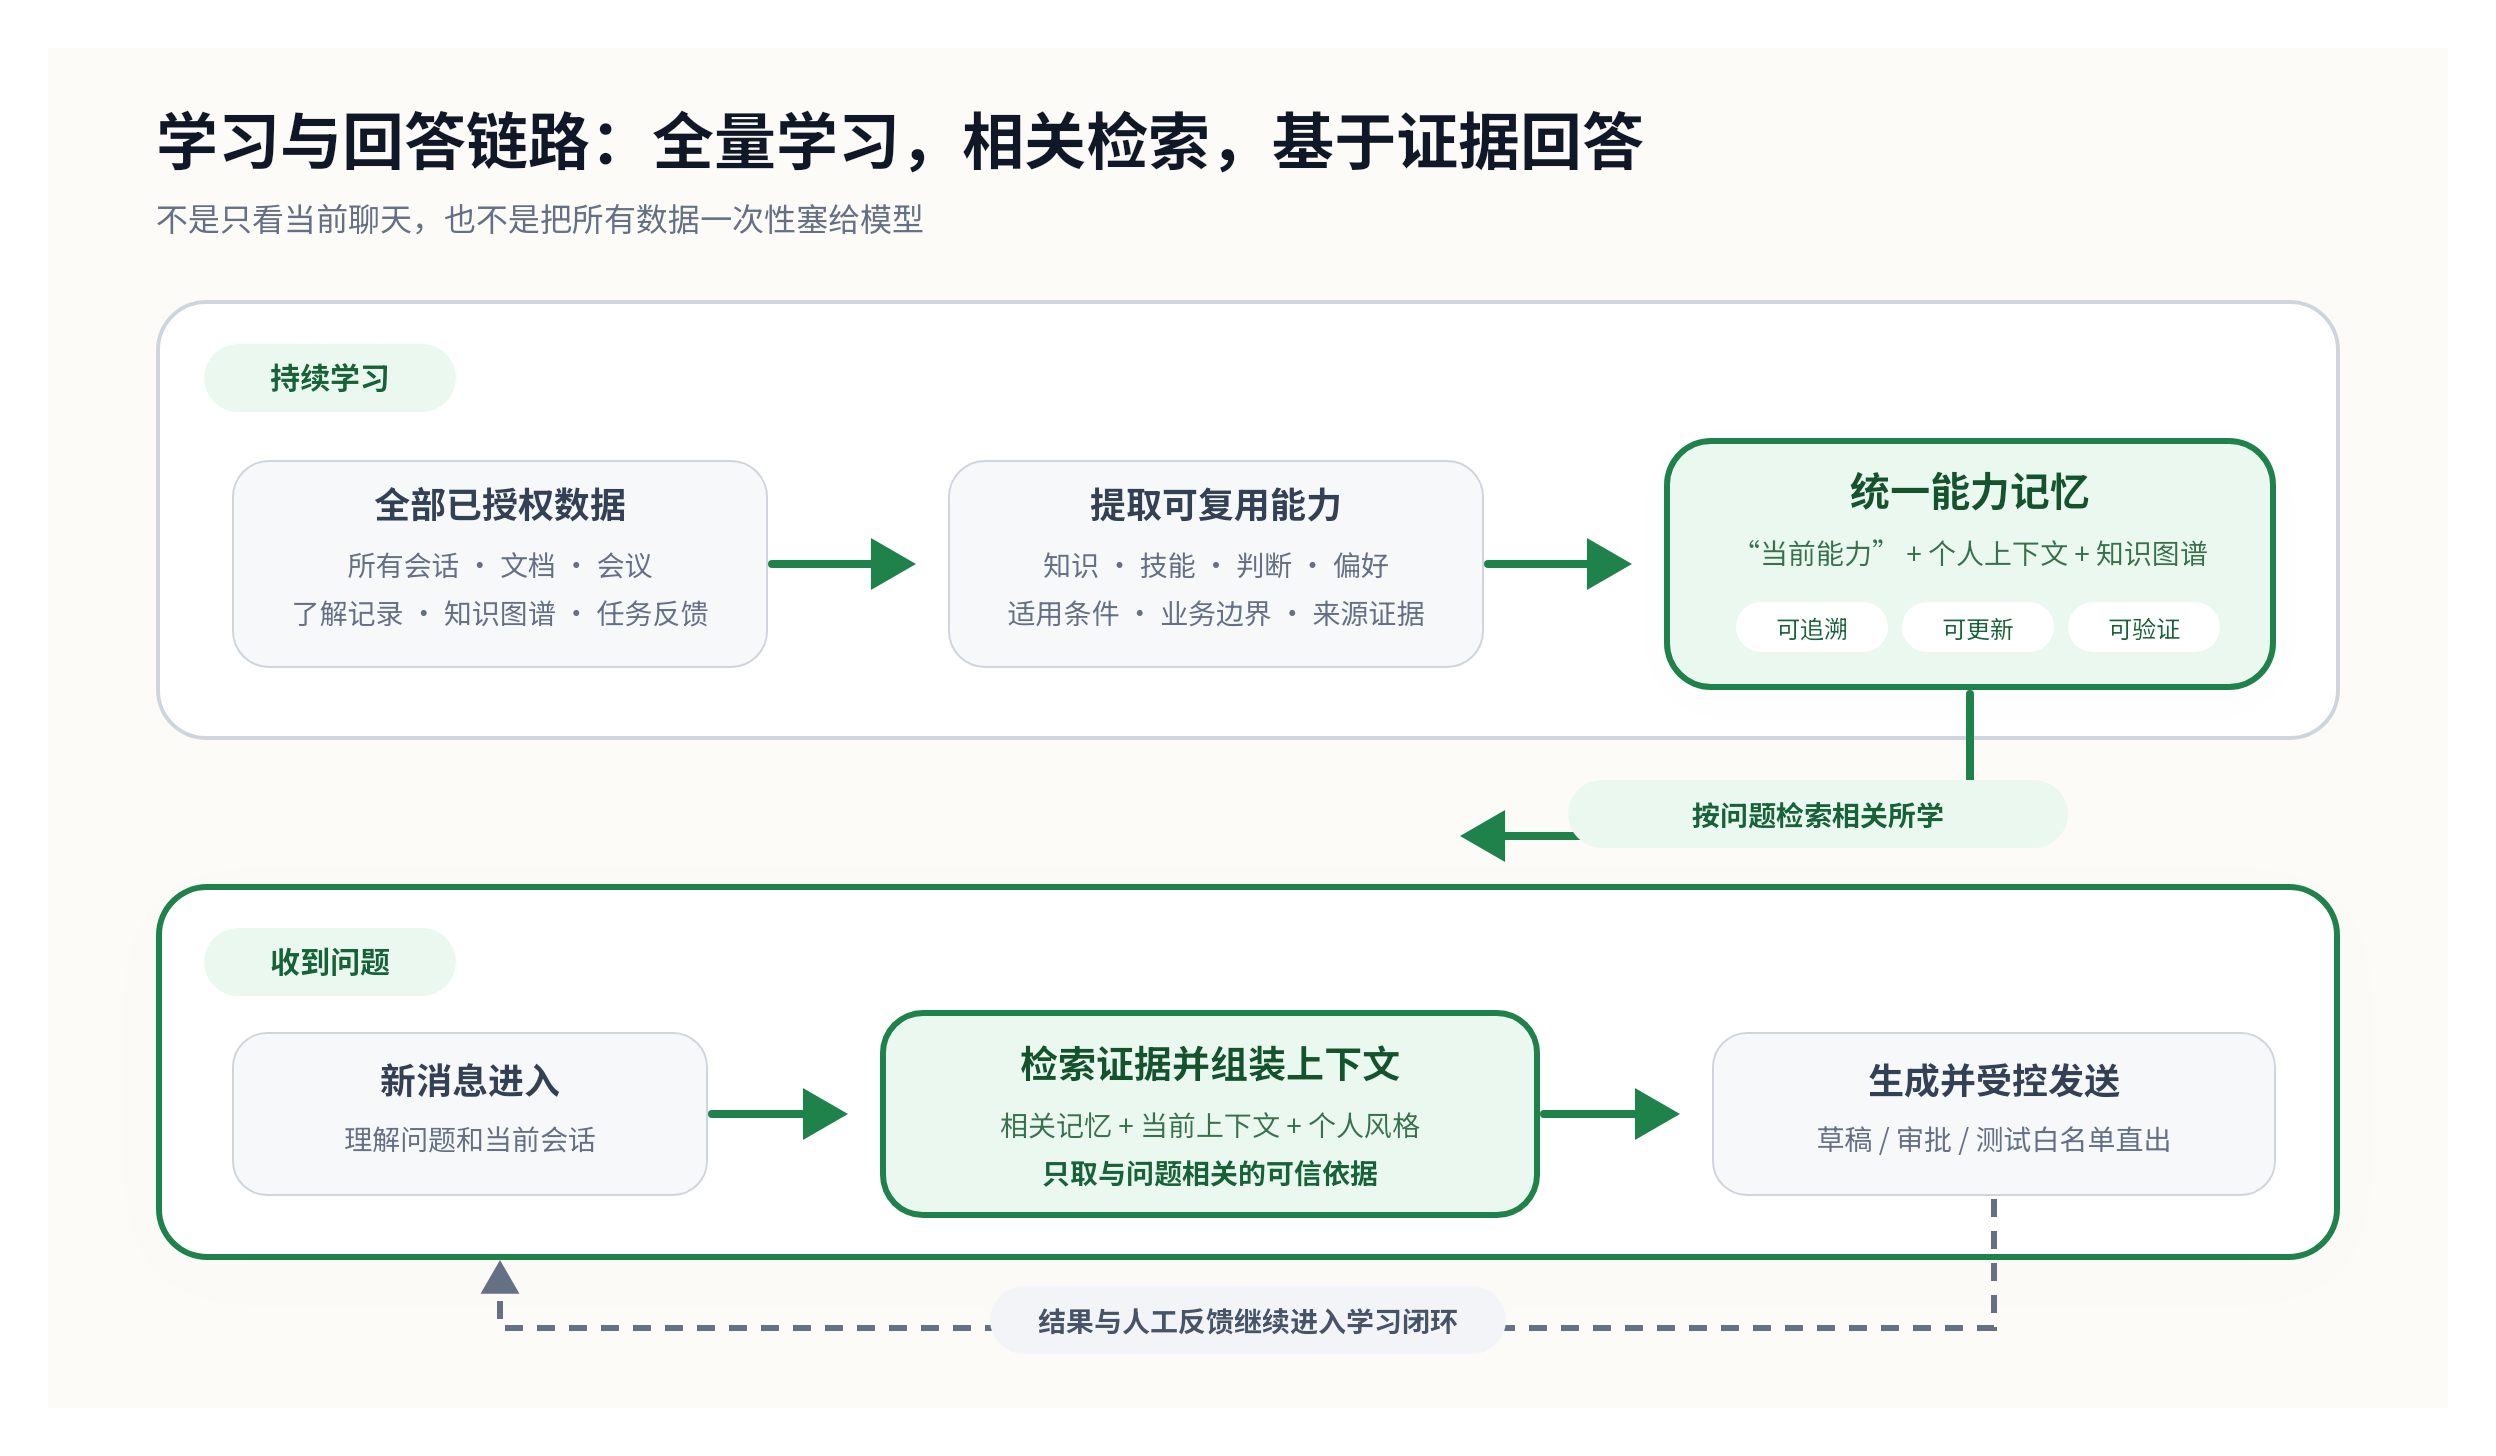 学习与回答链路：全量学习，相关检索，基于证据回答
不是只看当前聊天，也不是把所有数据一次性塞给模型
持续学习
全部已授权数据
所有会话 · 文档 · 会议
了解记录 · 知识图谱 · 任务反馈
提取可复用能力
知识 · 技能 · 判断 · 偏好
适用条件 · 业务边界 · 来源证据
统一能力记忆
“当前能力” + 个人上下文 + 知识图谱
可追溯
可更新
可验证
按问题检索相关所学
收到问题
新消息进入
理解问题和当前会话
检索证据并组装上下文
相关记忆 + 当前上下文 + 个人风格
只取与问题相关的可信依据
生成并受控发送
草稿 / 审批 / 测试白名单直出
结果与人工反馈继续进入学习闭环